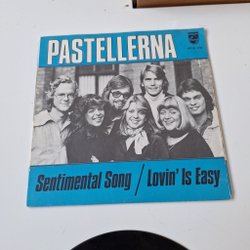 PASTELLERNA
Sentimental Song / Lovin' Is Easy